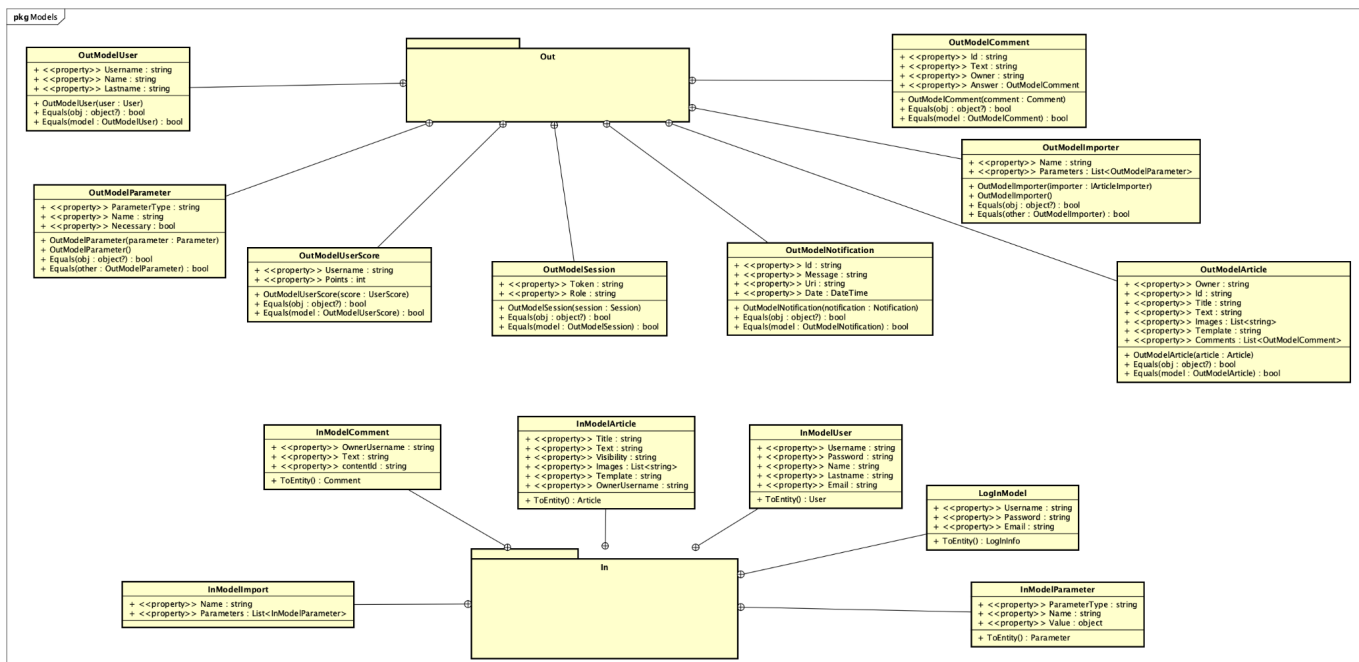 pkg Models
OutModelUser
+ <<property>> Username : string
+ <<property>> Name : string
+ <<property>> Lastname : string
+ OutModelUser(user : User)
+ Equals(obj : object?) : bool
+ Equals(model : OutModelUser) : bool
Out
OutModelComment
+ <<property>> Id : string
+ <<property>> Text : string
+ <<property>> Owner : string
+ <<property>> Answer : OutModelComment
+ OutModelComment(comment : Comment)
+ Equals(obj : object?) : bool
+ Equals(model : OutModelComment) : bool
OutModelImporter
+ <<property>> Name : string
+ <<property>> Parameters : List<OutModelParameter>
+ OutModelImporter(importer : IArticleImporter)
+ OutModelImporter()
+ Equals(obj : object?) : bool
+ Equals(other : OutModelImporter) : bool
OutModelParameter
+ <<property>> ParameterType : string
+ <<property>> Name : string
+ <<property>> Necessary : bool
+ OutModelParameter(parameter : Parameter)
+ OutModelParameter()
+ Equals(obj : object?) : bool
+ Equals(other : OutModelParameter) : bool
OutModelUserScore
+ <<property>> Username : string
+ <<property>> Points : int
+ OutModelUserScore(score : UserScore)
+ Equals(obj : object?) : bool
+ Equals(model : OutModelUserScore) : bool
OutModelSession
+ <<property>> Token : string
+ <<property>> Role : string
+ OutModelSession(session : Session)
+ Equals(obj : object?) : bool
+ Equals(model : OutModelSession) : bool
OutModelNotification
+ <<property>> Id : string
+ <<property>> Message : string
+ <<property>> Uri : string
+ <<property>> Date : DateTime
+ OutModelNotification(notification : Notification)
+ Equals(obj : object?) : bool
+ Equals(model : OutModelNotification) : bool
OutModelArticle
+ <<property>> Owner : string
+ <<property>> Id : string
+ <<property>> Title : string
+ <<property>> Text : string
+ <<property>> Images : List<string>
+ <<property>> Template : string
+ <<property>> Comments : List<OutModelComment>
+ OutModelArticle(article : Article)
+ Equals(obj : object?) : bool
+ Equals(model : OutModelArticle) : bool
InModelComment
+ <<property>> OwnerUsername : string
+ <<property>> Text : string
+ <<property>> contentId : string
+ ToEntity() : Comment
InModelArticle
+ <<property>> Title : string
+ <<property>> Text : string
+ <<property>> Visibility : string
+ <<property>> Images : List<string>
+ <<property>> Template : string
+ <<property>> OwnerUsername : string
+ ToEntity() : Article
InModelUser
+ <<property>> Username : string
+ <<property>> Password : string
+ <<property>> Name : string
+ <<property>> Lastname : string
+ <<property>> Email : string
+ ToEntity() : User
LogInModel
+ <<property>> Username : string
+ <<property>> Password : string
+ <<property>> Email : string
+ ToEntity() : LogInInfo
In
InModelImport
+ <<property>> Name : string
+ <<property>> Parameters : List<InModelParameter>
InModelParameter
+ <<property>> ParameterType : string
+ <<property>> Name : string
+ <<property>> Value : object
+ ToEntity() : Parameter